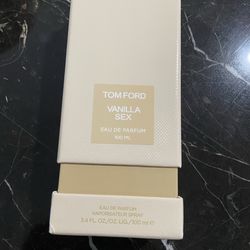 TOM FORD
VANILLA
SEX
EAU DE PARFUM
100 ML
EAU DE PARFUM
VAPORISATEUR SPRAY
3.4 FL. OZ./OZ. LIQ./100 ml ℮